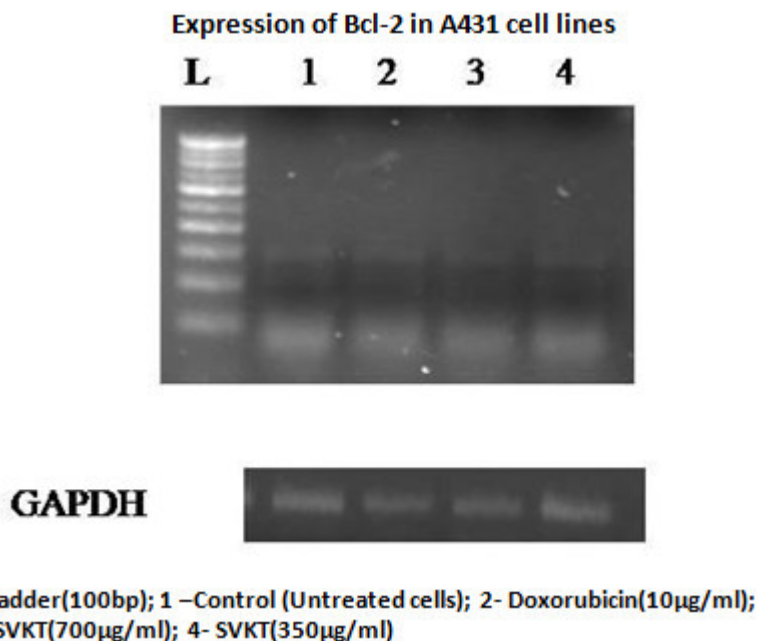 Expression of Bcl-2 in A431 cell lines
L 1 2 3 4
GAPDH
adder(100bp); 1 –Control (Untreated cells); 2- Doxorubicin(10µg/ml);
SVKT(700µg/ml); 4- SVKT(350µg/ml)